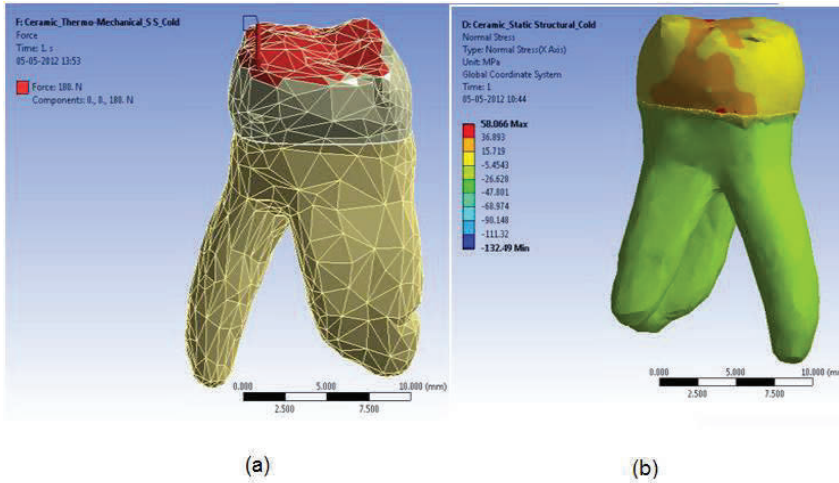 F: Ceramic_Thermo-Mechanical_S S_Cold
Force
Time: 1. s
05-05-2012 13:53
Force: 180. N
Components: 0., 0., 180. N
0.000 5.000 10.000 (mm)
2.500 7.500
(a)
D: Ceramic_Static Structural_Cold
Normal Stress
Type: Normal Stress(X Axis)
Unit: MPa
Global Coordinate System
Time: 1
05-05-2012 10:44
58.066 Max
36.893
15.719
-5.4543
-26.628
-47.801
-68.974
-90.148
-111.32
-132.49 Min
0.000 5.000 10.000 (m
2.500 7.500
(b)